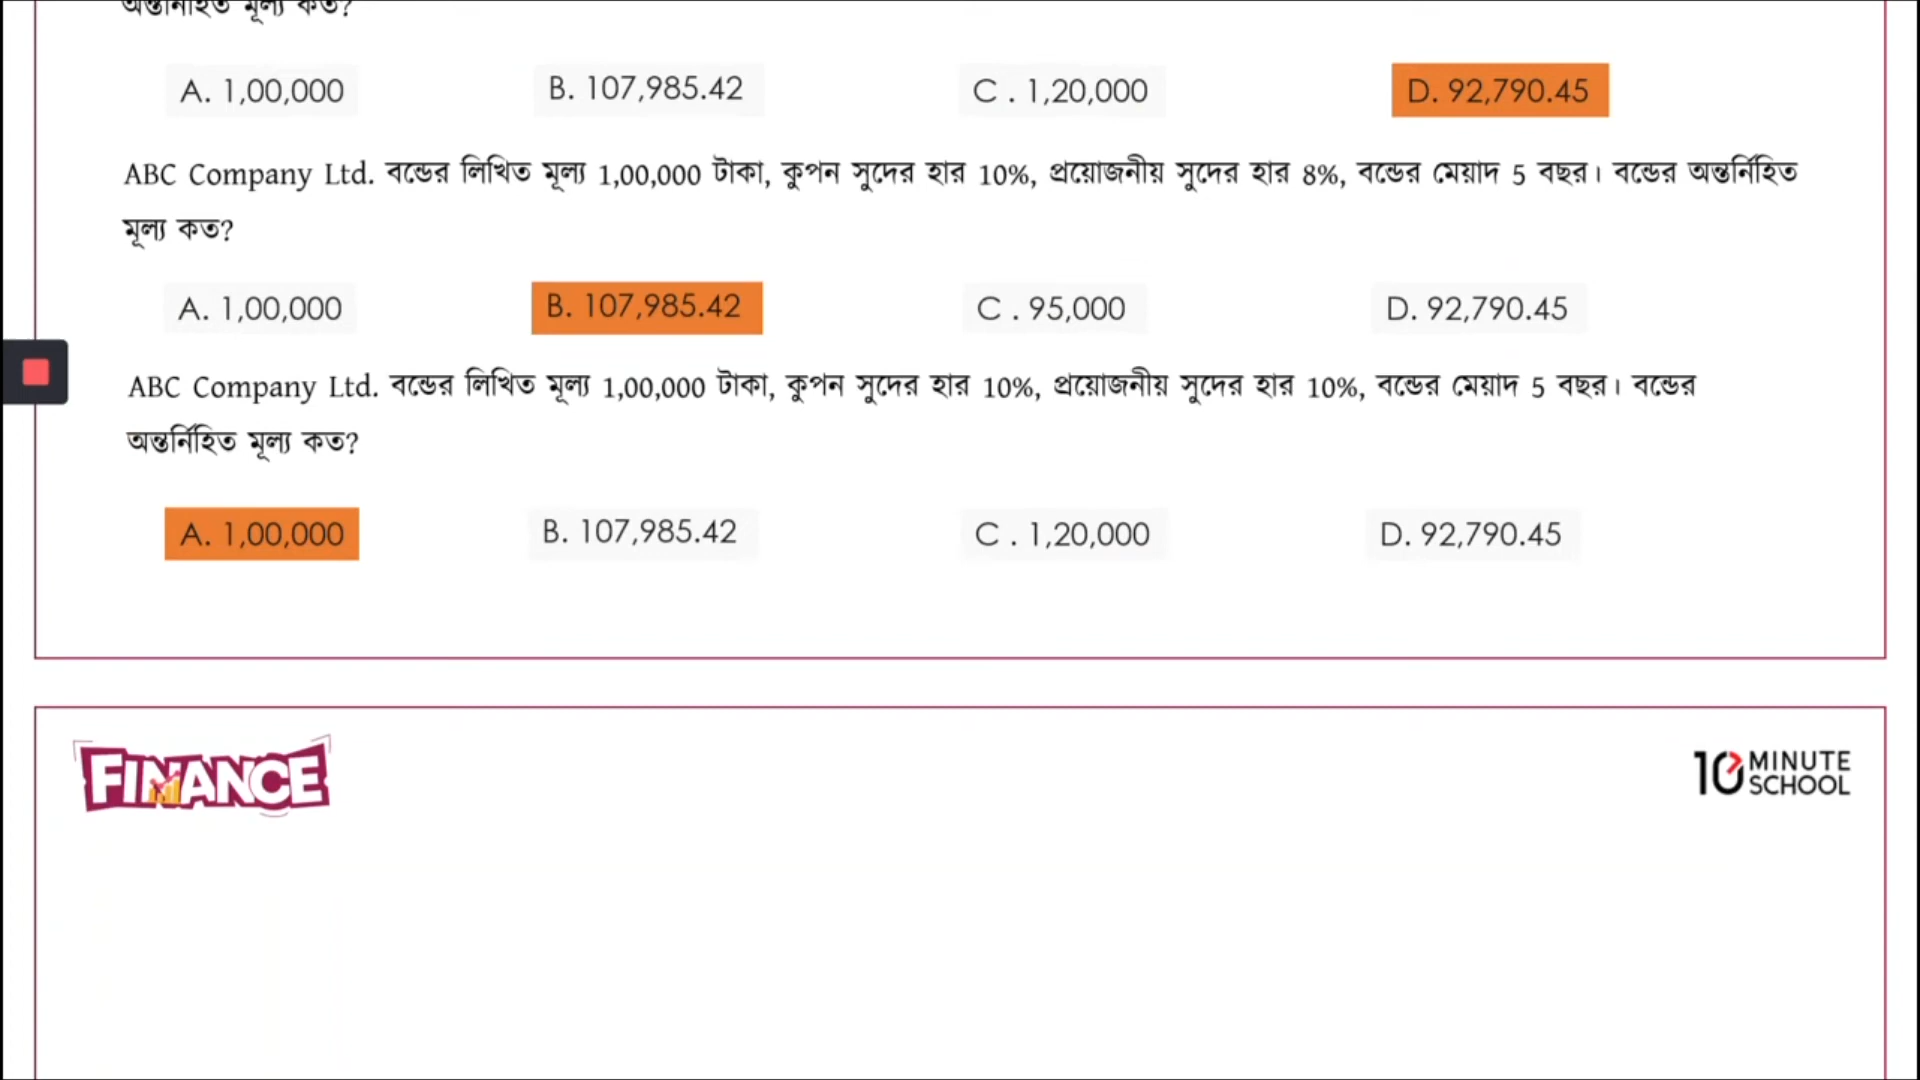 অন্তর্নিহিত মূল্য কত?
A. 1,00,000
B. 107,985.42
C . 1,20,000
D. 92,790.45
ABC Company Ltd. বন্ডের লিখিত মূল্য 1,00,000 টাকা, কুপন সুদের হার 10%, প্রয়োজনীয় সুদের হার 8%, বন্ডের মেয়াদ 5 বছর। বন্ডের অন্তর্নিহিত
মূল্য কত?
A. 1,00,000
B. 107,985.42
C . 95,000
D. 92,790.45
ABC Company Ltd. বন্ডের লিখিত মূল্য 1,00,000 টাকা, কুপন সুদের হার 10%, প্রয়োজনীয় সুদের হার 10%, বন্ডের মেয়াদ 5 বছর। বন্ডের
অন্তর্নিহিত মূল্য কত?
A. 1,00,000
B. 107,985.42
C . 1,20,000
D. 92,790.45
FINANCE
10 MINUTE
SCHOOL